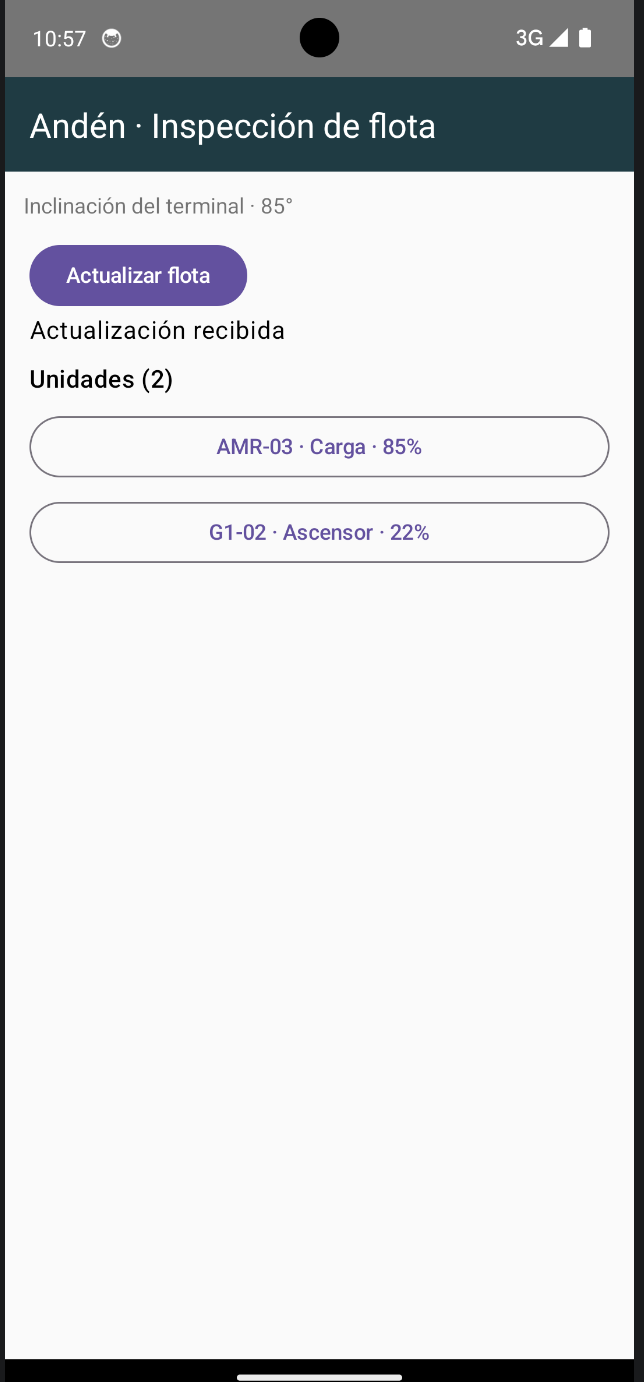 10:57 3G
Andén · Inspección de flota
Inclinación del terminal · 85°
Actualizar flota
Actualización recibida
Unidades (2)
AMR-03 · Carga · 85%
G1-02 · Ascensor · 22%